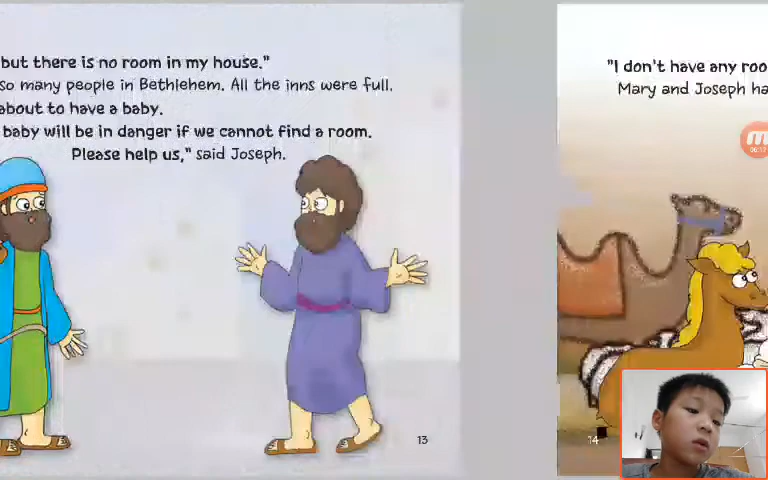 but there is no room in my house."
so many people in Bethlehem. All the inns were full.
about to have a baby.
baby will be in danger if we cannot find a room.
Please help us," said Joseph.
13
"I don't have any roo
Mary and Joseph ha
14